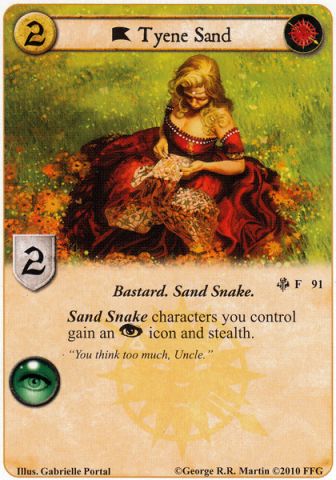 2
Tyene Sand
2
Bastard. Sand Snake.
F 91
Sand Snake characters you control
gain an icon and stealth.
"You think too much, Uncle."
Illus. Gabrielle Portal
©George R.R. Martin ©2010 FFG